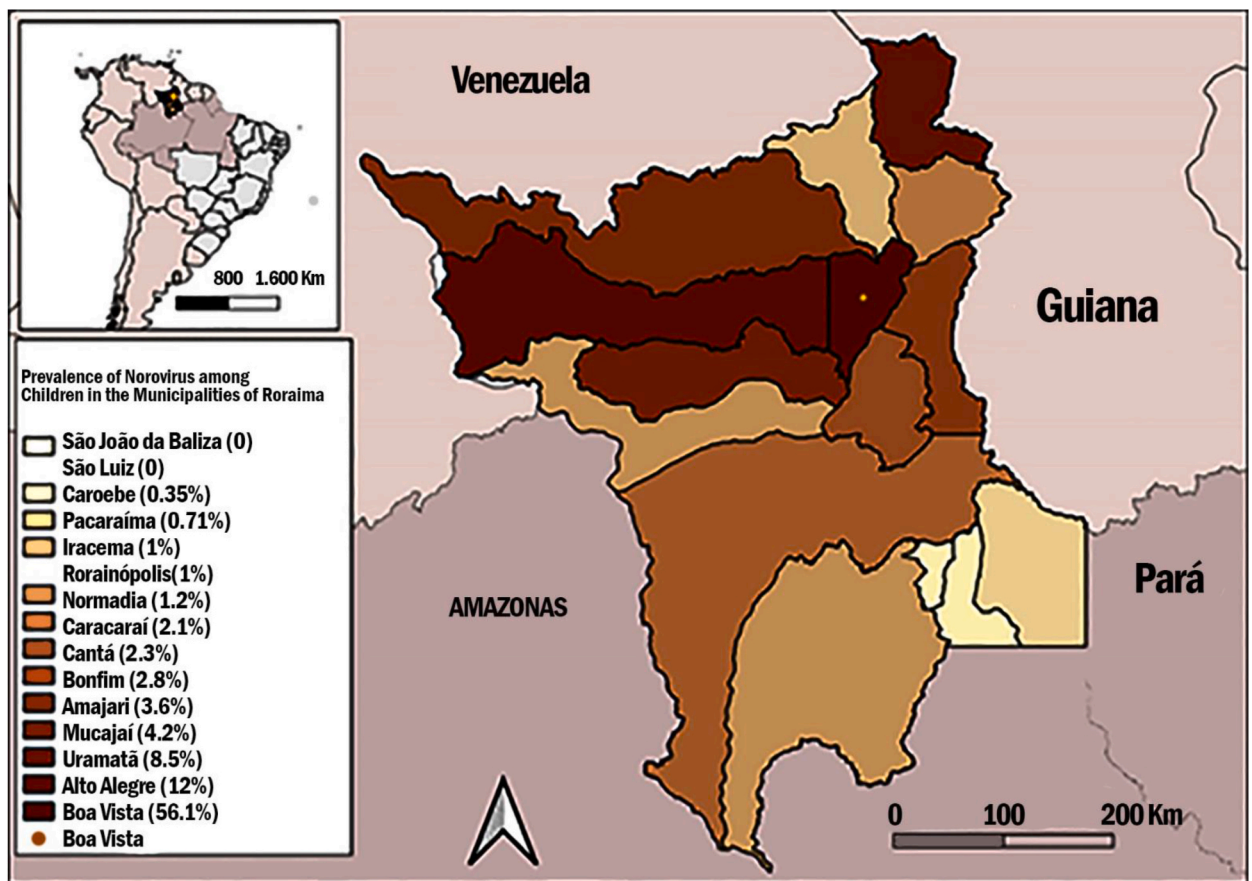 Venezuela
Guiana
Pará
AMAZONAS
800 1.600 Km
Prevalence of Norovirus among
Children in the Municipalities of Roraima
São João da Baliza (0)
São Luiz (0)
Caroebe (0.35%)
Pacaraíma (0.71%)
Iracema (1%)
Rorainópolis(1%)
Normadia (1.2%)
Caracaraí (2.1%)
Cantá (2.3%)
Bonfim (2.8%)
Amajari (3.6%)
Mucajaí (4.2%)
Uramatã (8.5%)
Alto Alegre (12%)
Boa Vista (56.1%)
Boa Vista
0 100 200 Km